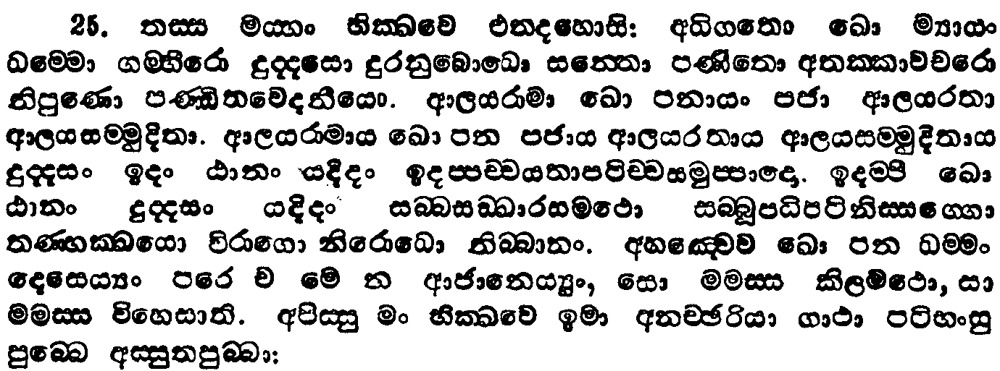 25. තස්ස මය්හං භික්ඛවෙ එතදහොසි: අධිගතො ඛො ම්‍යායං
ධම්මො ගම්භීරො දුද්දසො දුරනුබොධො සන්තො පණීතො අතක්කාවචරො
නිපුණො පණ්ඩිතවෙදනීයො. ආලයරාමා ඛො පනායං පජා ආලයරතා
ආලයසම්මුදිතා. ආලයරාමාය ඛො පන පජාය ආලයරතාය ආලයසම්මුදිතාය
දුද්දසං ඉදං ඨානං යදිදං ඉදප්පච්චයතාපටිච්චසමුප්පාදො. ඉදම්පි ඛො
ඨානං දුද්දසං යදිදං සබ්බසඞ්ඛාරසමථො සබ්බූපධිපටිනිස්සග්ගො
තණ්හක්ඛයො විරාගො නිරොධො නිබ්බානං. අහඤ්චෙව ඛො පන ධම්මං
දෙසෙය්‍යං පරෙ ච මෙ න ආජානෙය්‍යුං, සො මමස්ස කිලමථො, සා
මමස්ස විහෙසාති. අපිස්සු මං භික්ඛවෙ ඉමා අනච්ඡරියා ගාථා පටිභංසු
පුබ්බෙ අස්සුතපුබ්බා: